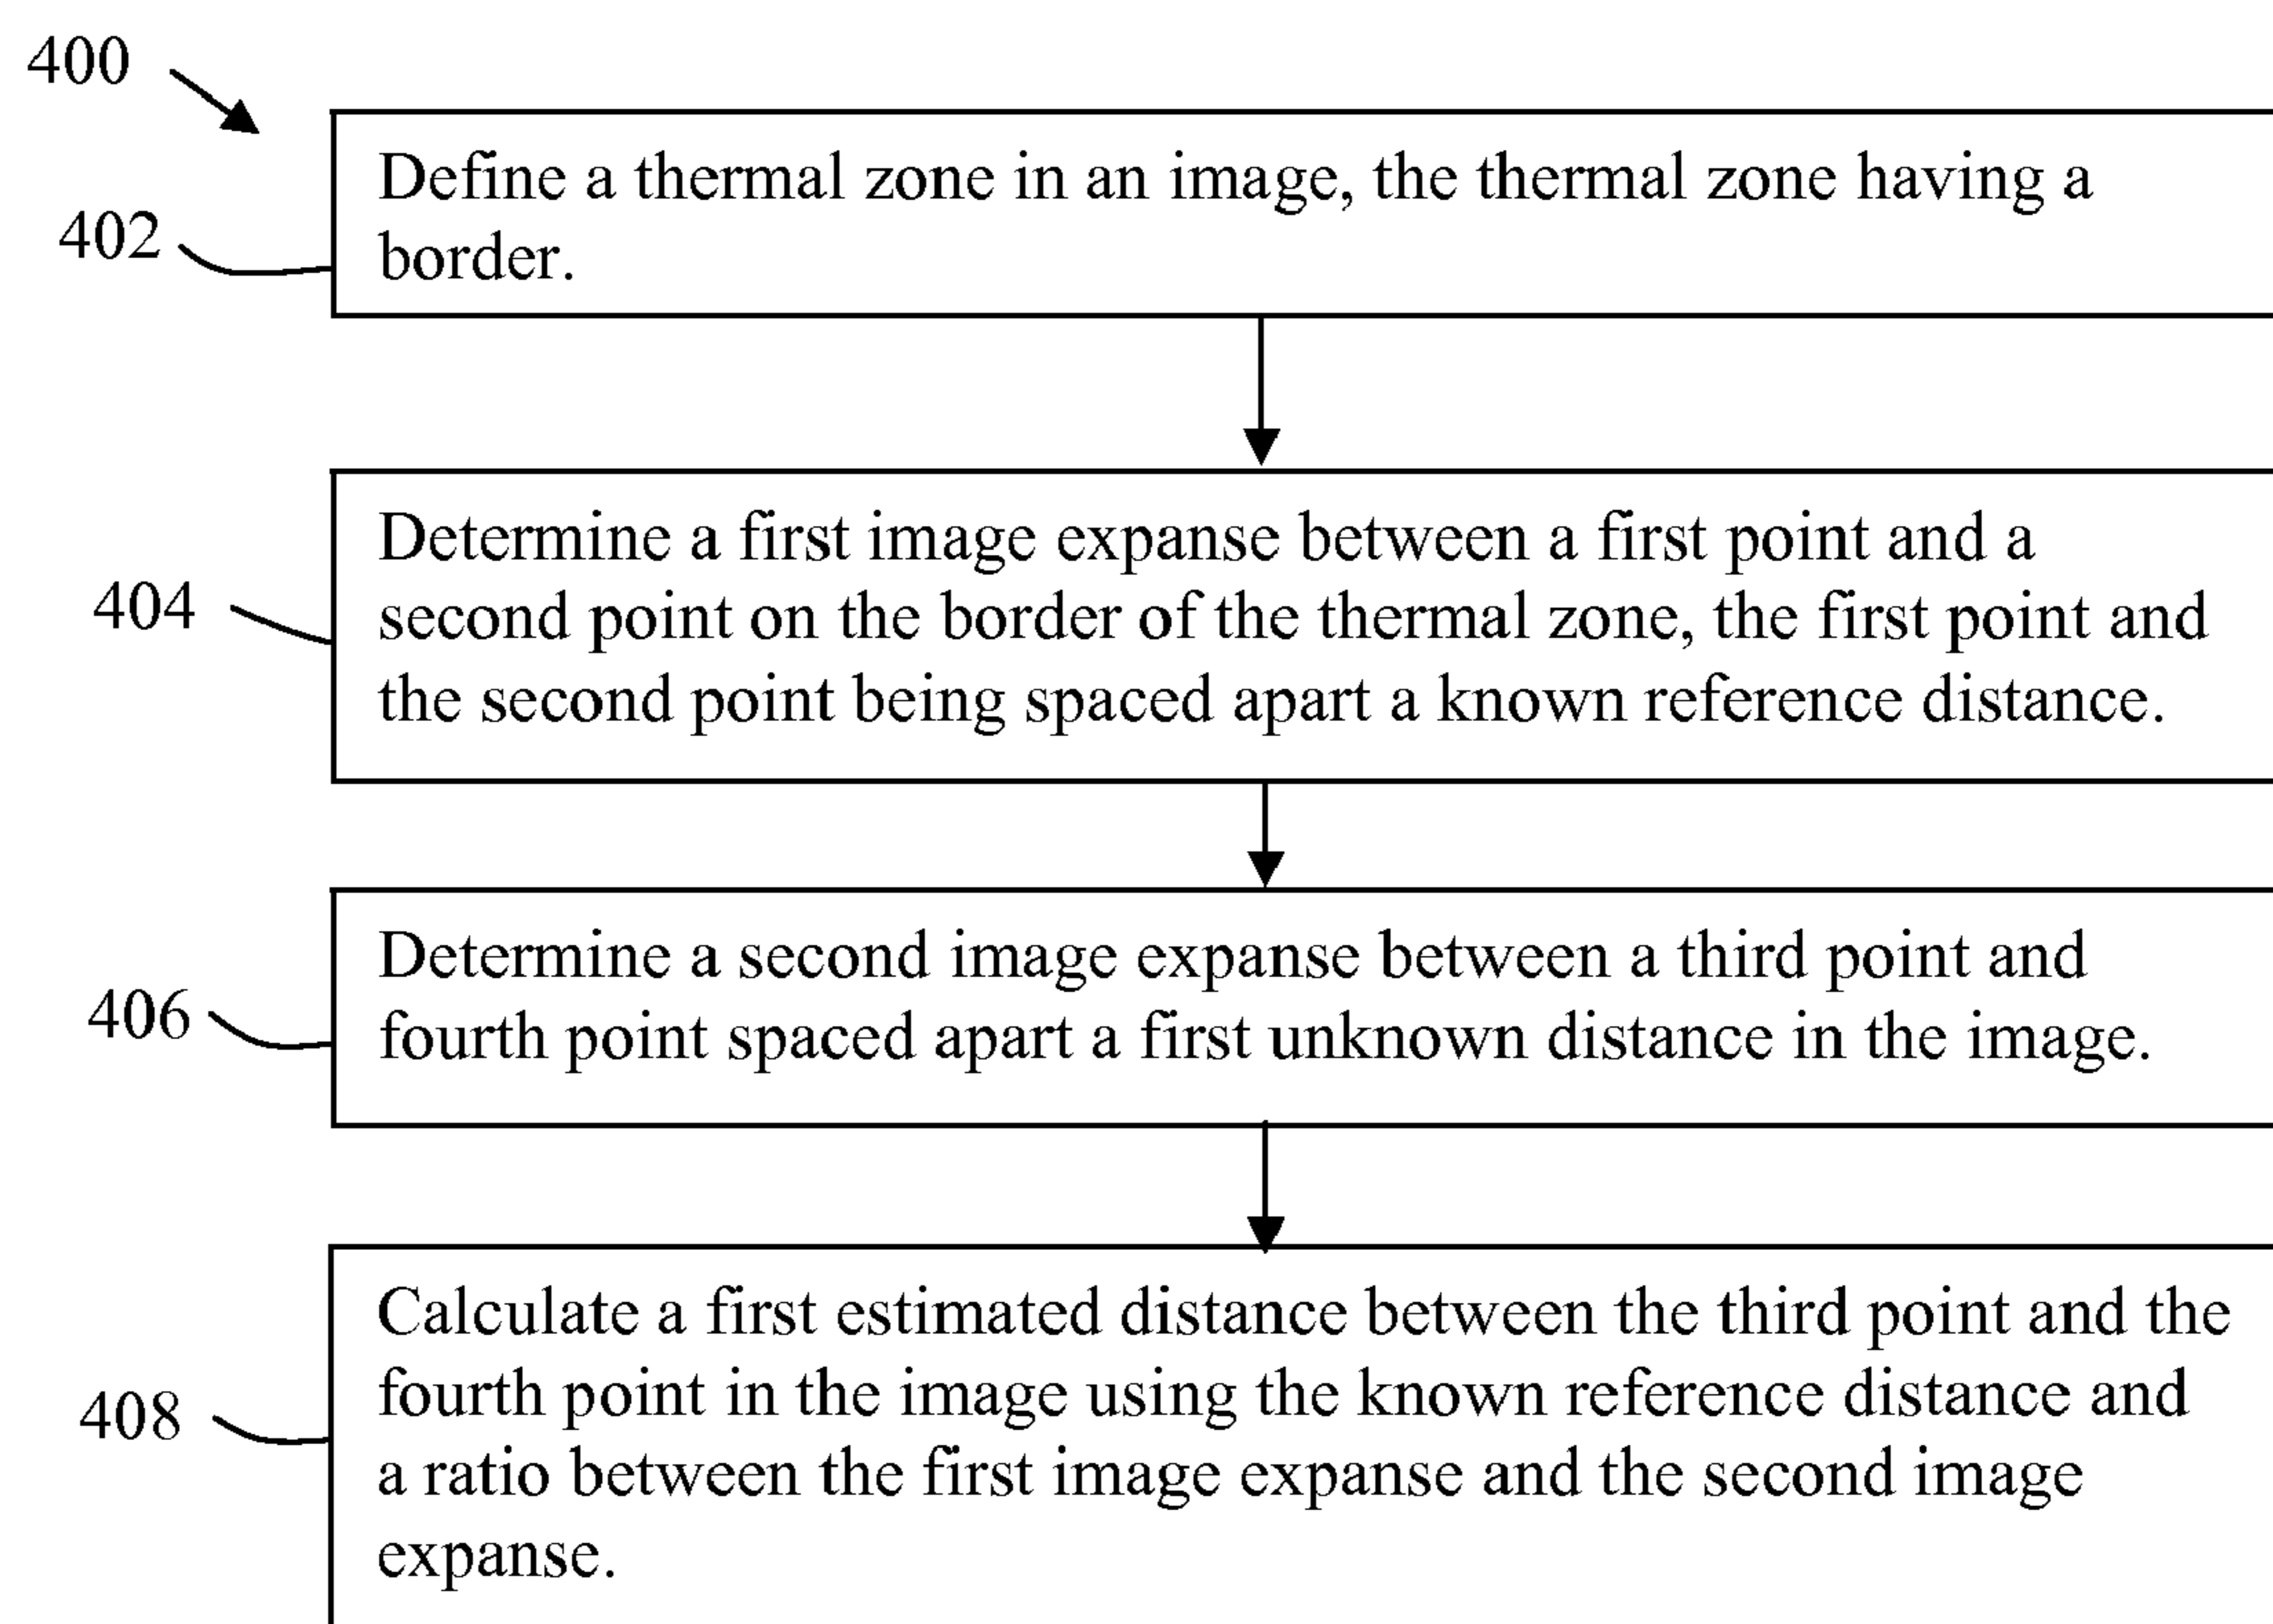 400
Define a thermal zone in an image, the thermal zone having a
402
border.
Determine a first image expanse between a first point and a
404
second point on the border of the thermal zone, the first point and
the second point being spaced apart a known reference distance.
Determine a second image expanse between a third point and
406
fourth point spaced apart a first unknown distance in the image.
Calculate a first estimated distance between the third point and the
fourth point in the image using the known reference distance and
408
a ratio between the first image expanse and the second image
expanse.